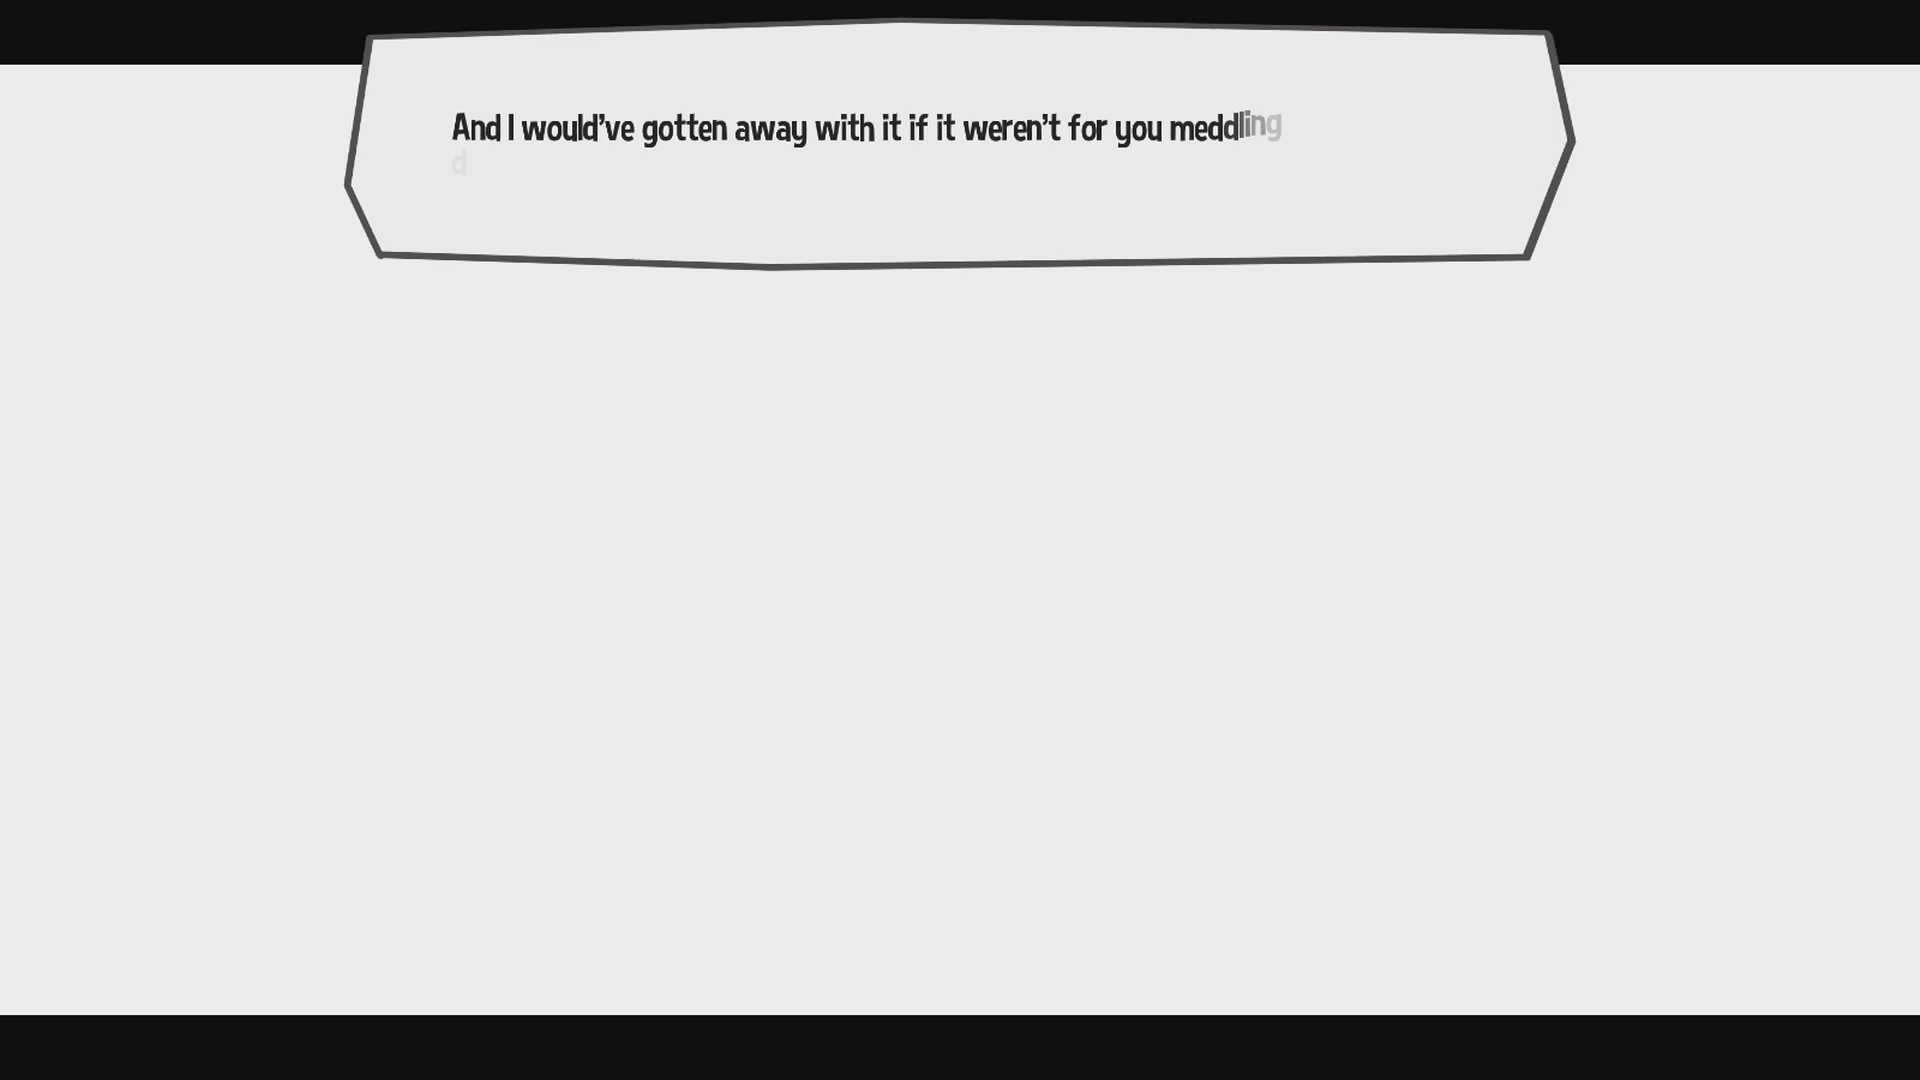 And I would’ve gotten away with it if it weren’t for you meddling
d